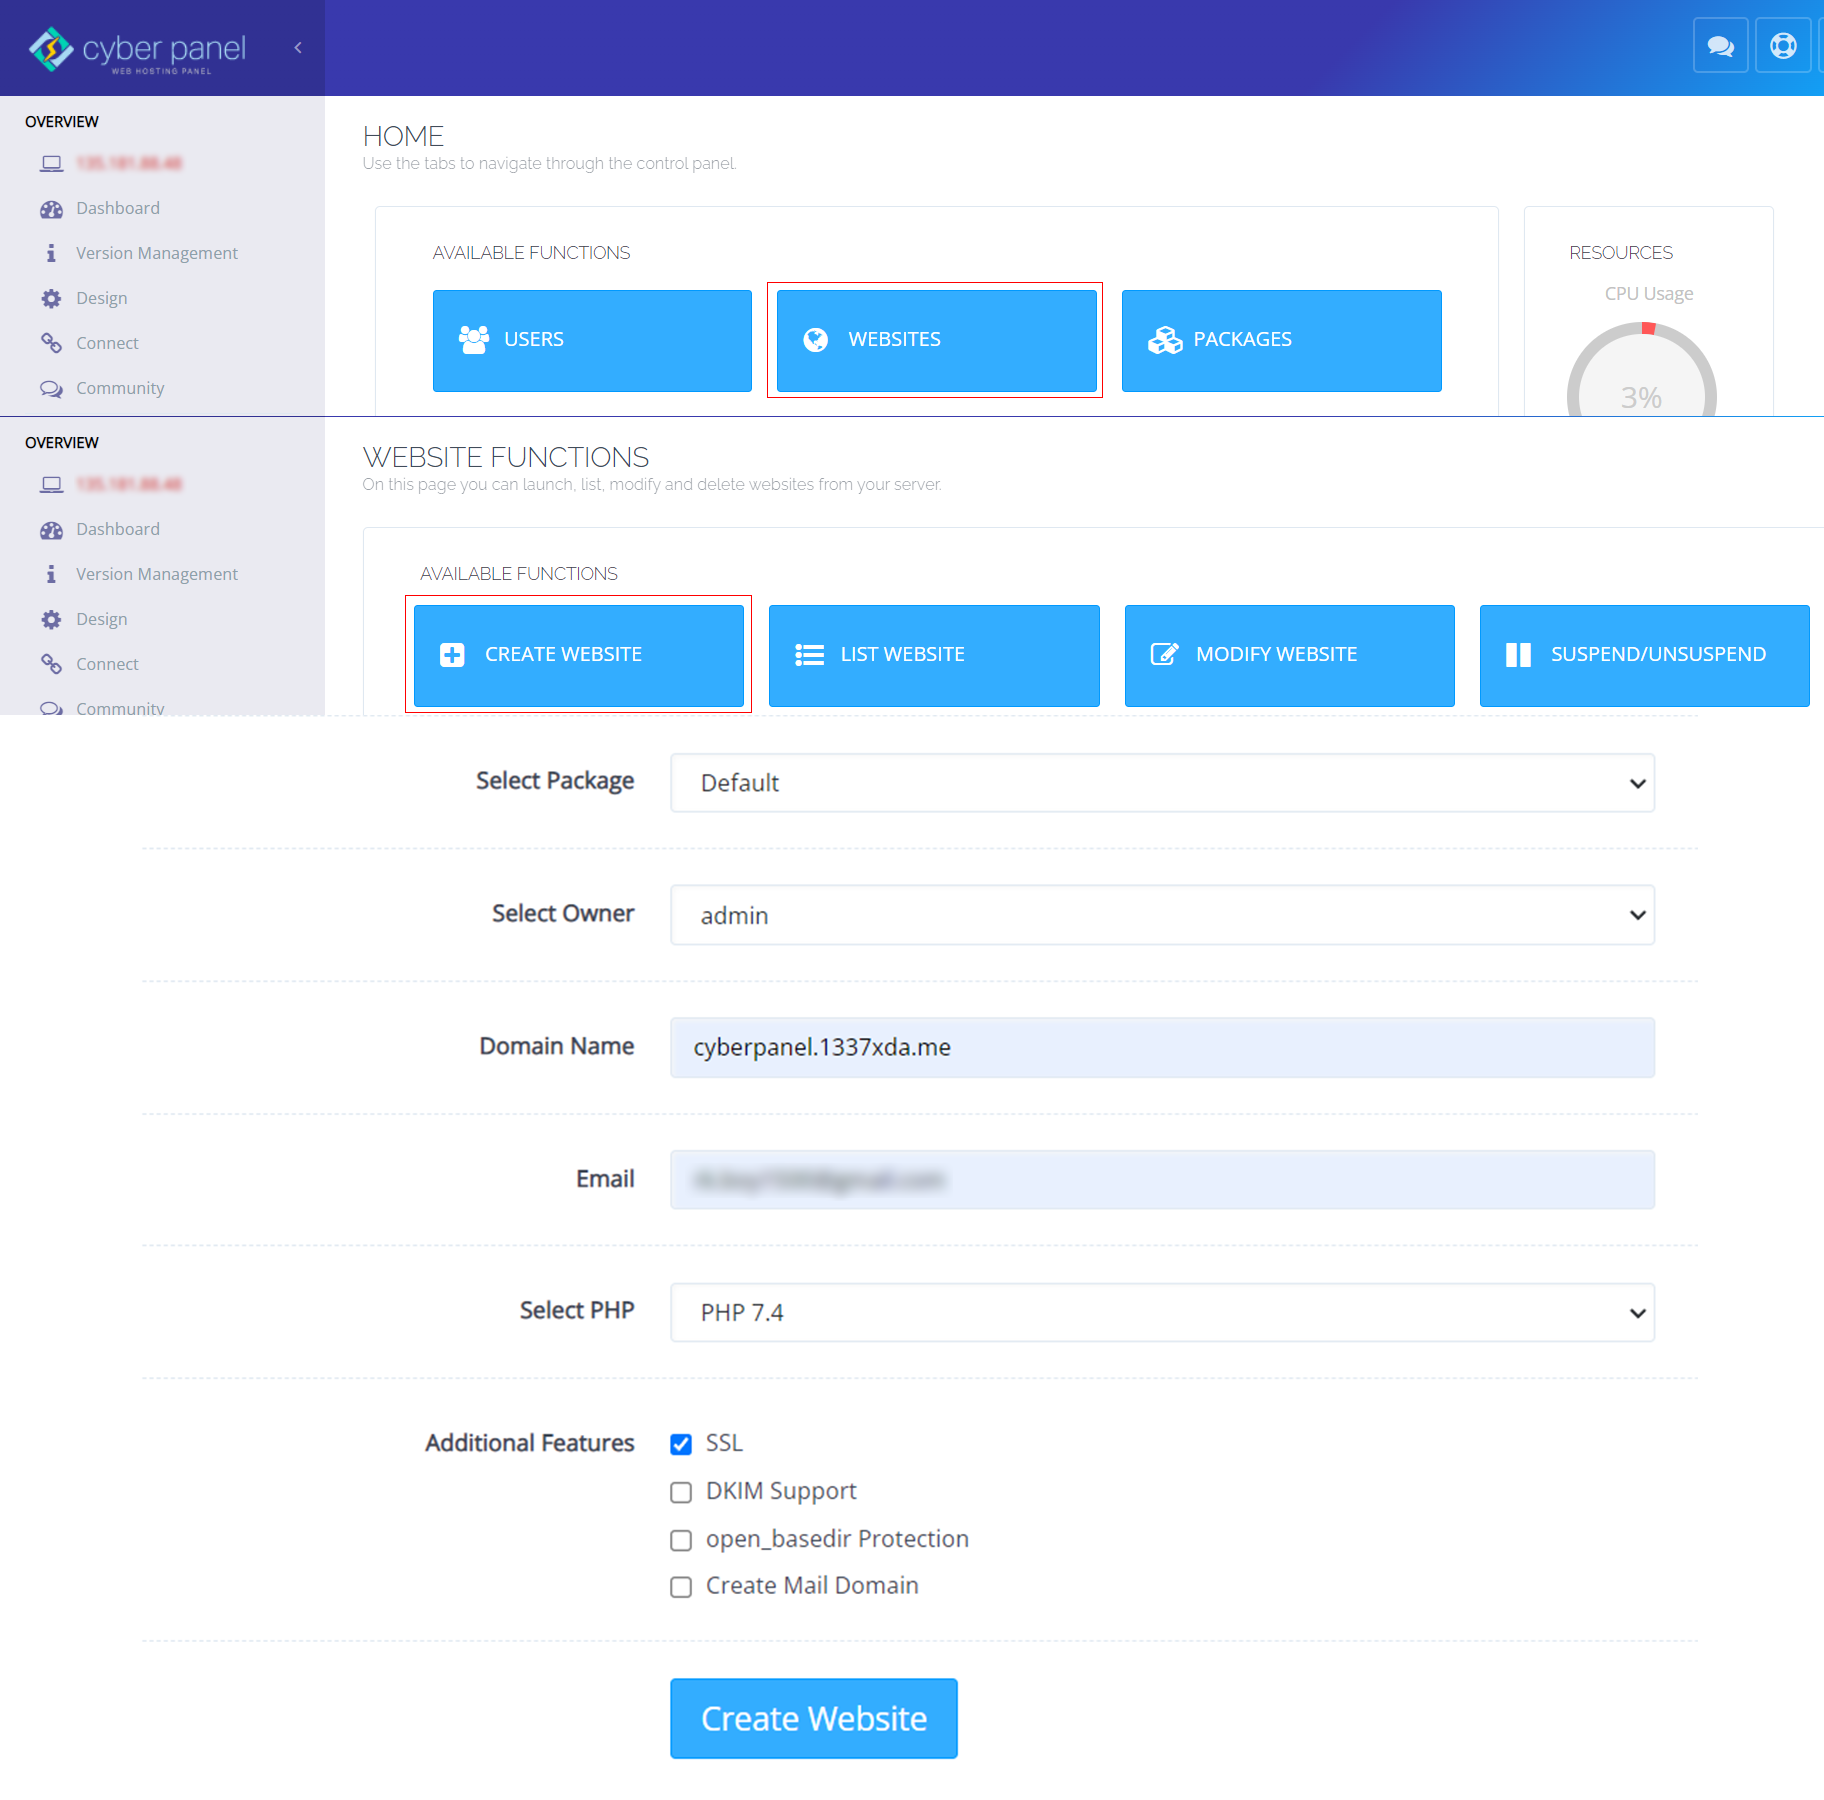 cyber panel
WEB HOSTING PANEL
OVERVIEW
Dashboard
Version Management
Design
Connect
Community
HOME
Use the tabs to navigate through the control panel.
AVAILABLE FUNCTIONS
USERS
WEBSITES
PACKAGES
RESOURCES
CPU Usage
3%
OVERVIEW
Dashboard
Version Management
Design
Connect
Community
WEBSITE FUNCTIONS
On this page you can launch, list, modify and delete websites from your server.
AVAILABLE FUNCTIONS
CREATE WEBSITE
LIST WEBSITE
MODIFY WEBSITE
SUSPEND/UNSUSPEND
Select Package Default
Select Owner admin
Domain Name cyberpanel.1337xda.me
Email
Select PHP PHP 7.4
Additional Features SSL
DKIM Support
open_basedir Protection
Create Mail Domain
Create Website